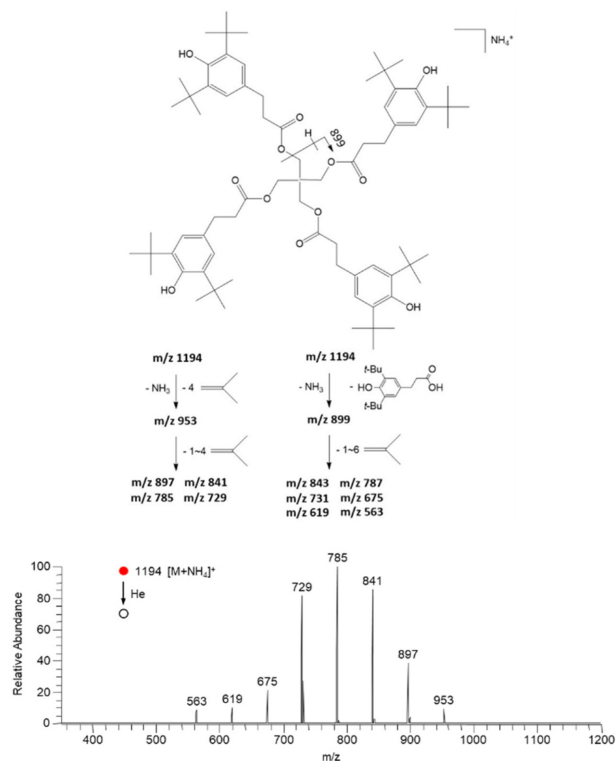 NH₄⁺
HO
OH
O
O
H
899
O
O
O
O
O
O
HO
OH
m/z 1194
m/z 1194
- NH₃ - 4
- NH₃ -
t-Bu
HO
t-Bu
O
OH
m/z 953
m/z 899
- 1~4
- 1~6
m/z 897 m/z 841
m/z 785 m/z 729
m/z 843 m/z 787
m/z 731 m/z 675
m/z 619 m/z 563
Relative Abundance
100
80
60
40
20
0
1194 [M+NH₄]⁺
He
563
619
675
729
785
841
897
953
400 500 600 700 800 900 1000 1100 1200
m/z